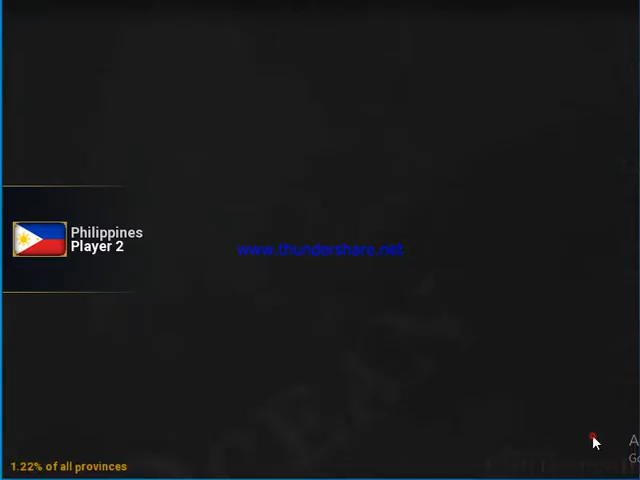 Philippines
Player 2
www.thundershare.net
1.22% of all provinces